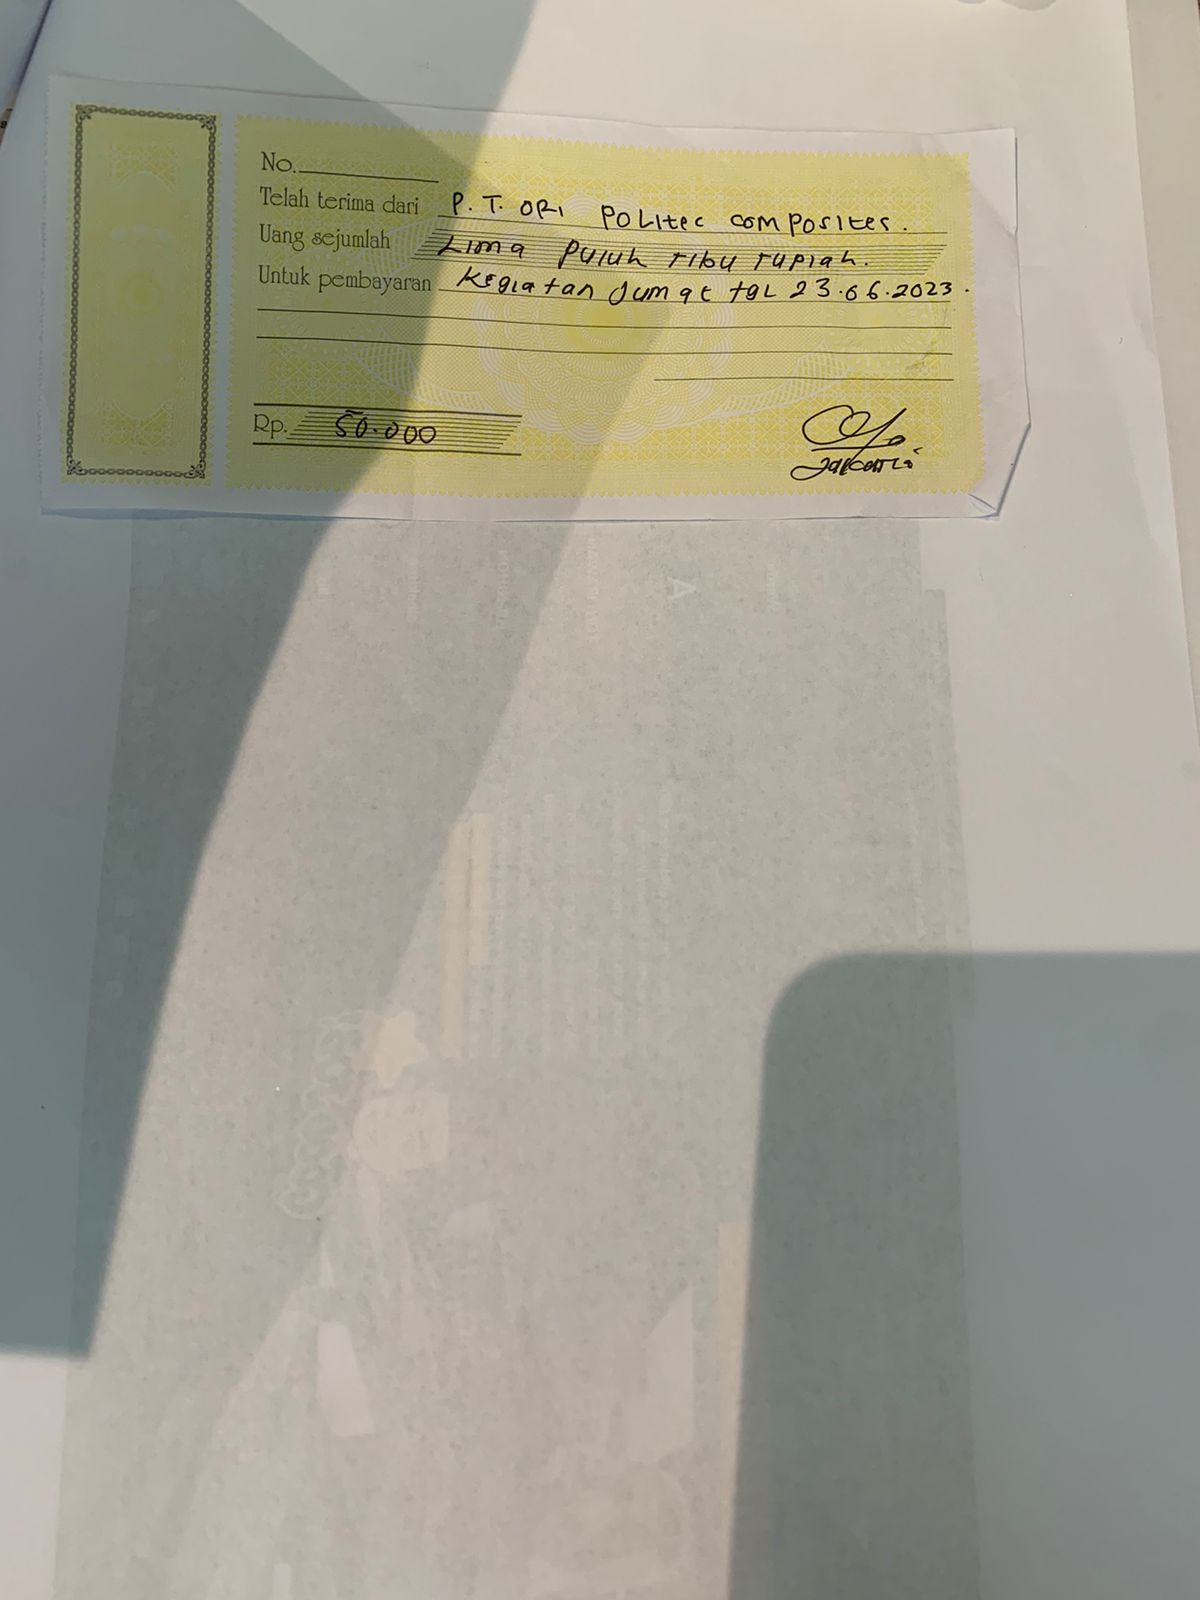 No.
Telah terima dari P. T. ORI POLITEC COMPOSITES.
Uang sejumlah Lima Puluh ribu rupiah.
Untuk pembayaran Kegiatan Jumat tgl 23.06.2023.
Rp. 50.000